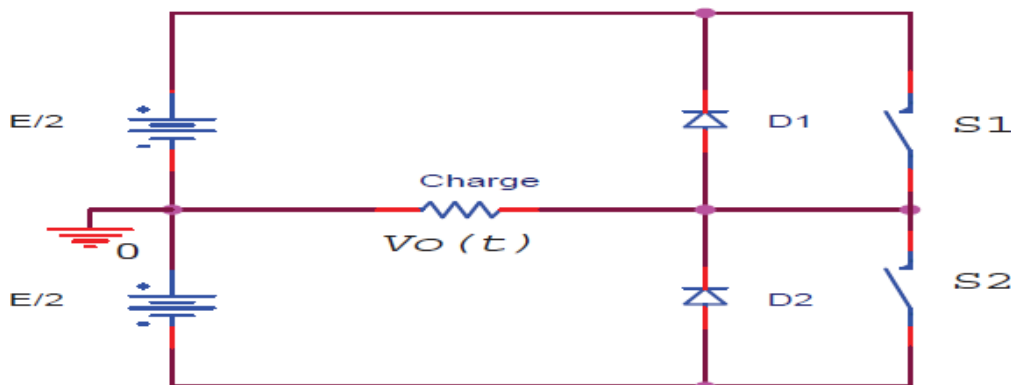 E/2
+
-
D1
S1
Charge
Vo(t)
0
E/2
+
-
D2
S2